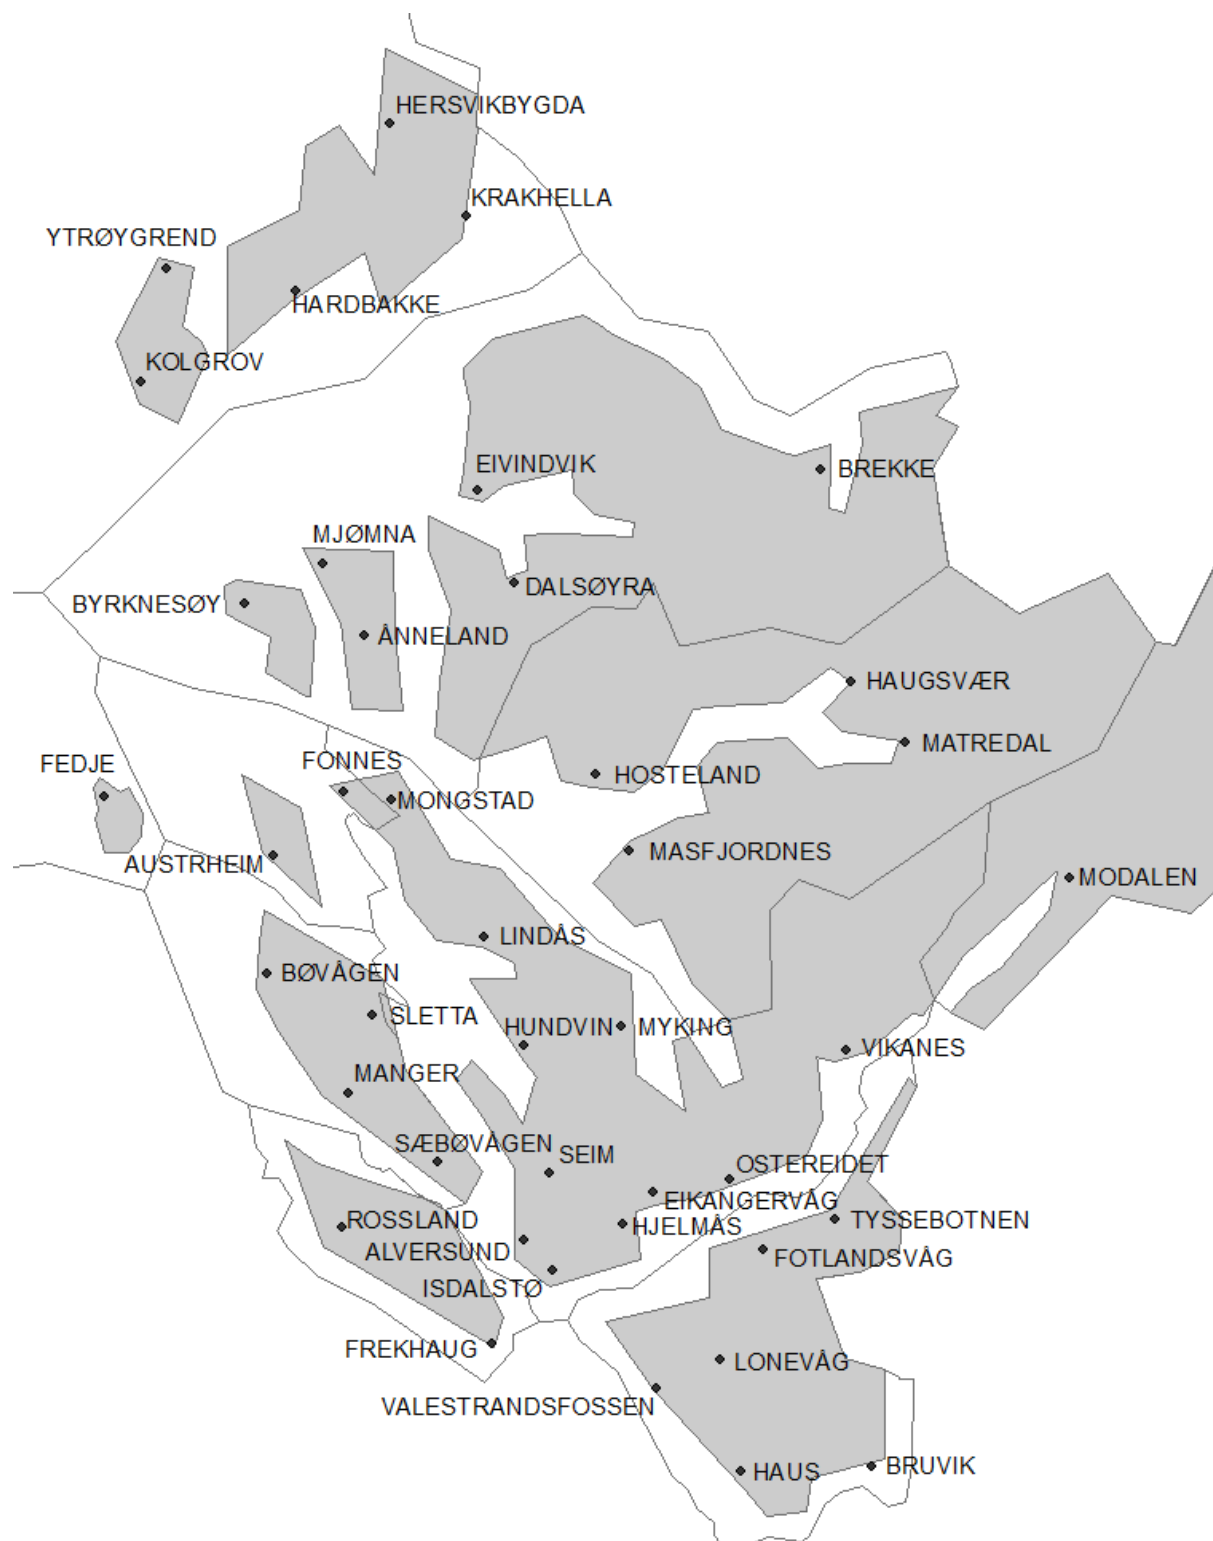 HERSVIKBYGDA
KRAKHELLA
YTRØYGREND
HARDBAKKE
KOLGROV
EIVINDVIK
BREKKE
MJØMNA
DALSØYRA
BYRKNESØY
ÅNNELAND
HAUGSVÆR
MATREDAL
FONNES
FEDJE
HOSTELAND
MONGSTAD
MASFJORDNES
AUSTRHEIM
MODALEN
LINDÅS
BØVÅGEN
SLETTA
HUNDVIN
MYKING
VIKANES
MANGER
SÆBØVÅGEN
SEIM
OSTEREIDET
EIKANGERVÅG
ROSSLAND
HJELMÅS
TYSSEBOTNEN
ALVERSUND
FOTLANDSVÅG
ISDALSTØ
FREKHAUG
LONEVÅG
VALESTRANDSFOSSEN
HAUS
BRUVIK